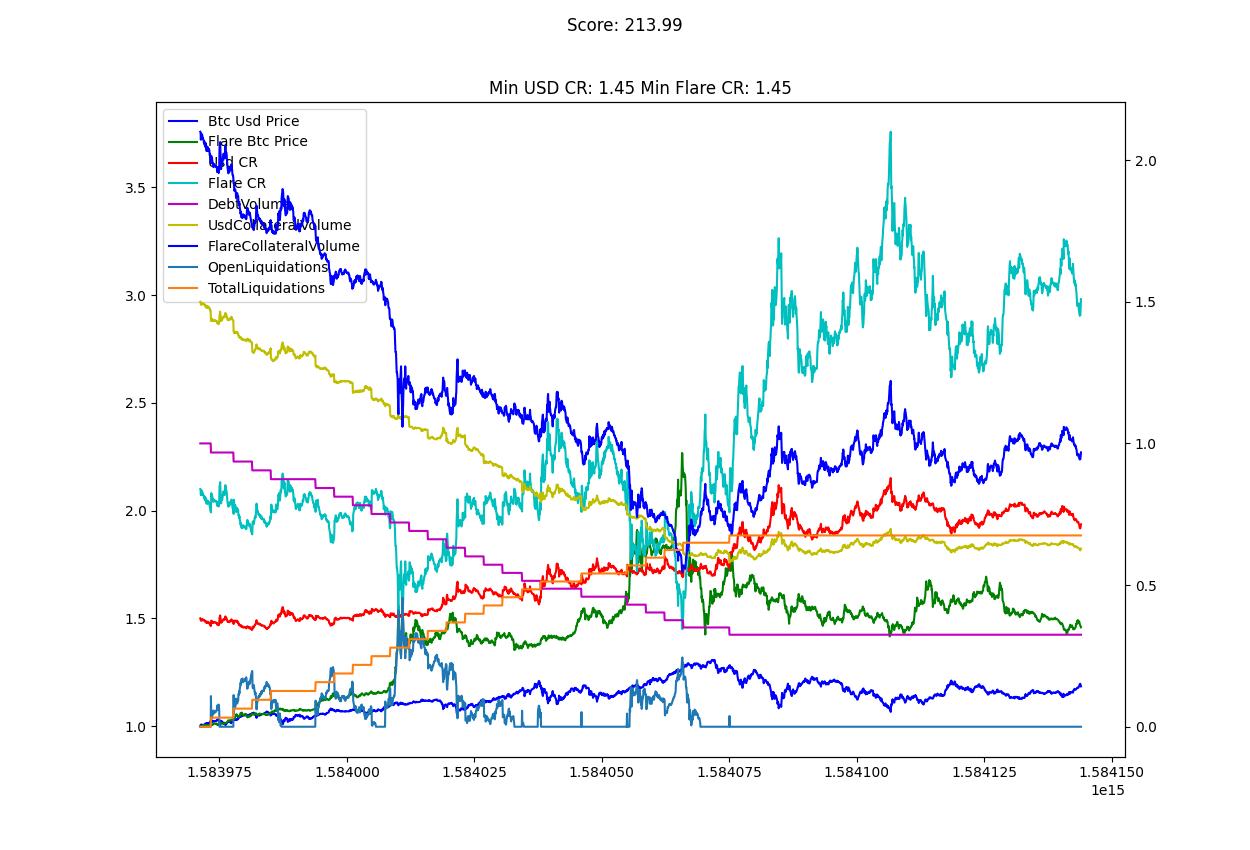 Score: 213.99
Min USD CR: 1.45 Min Flare CR: 1.45
Btc Usd Price
Flare Btc Price
Usd CR
Flare CR
DebtVolume
UsdCollateralVolume
FlareCollateralVolume
OpenLiquidations
TotalLiquidations
3.5
3.0
2.5
2.0
1.5
1.0
2.0
1.5
1.0
0.5
0.0
1.583975
1.584000
1.584025
1.584050
1.584075
1.584100
1.584125
1.584150
1e15